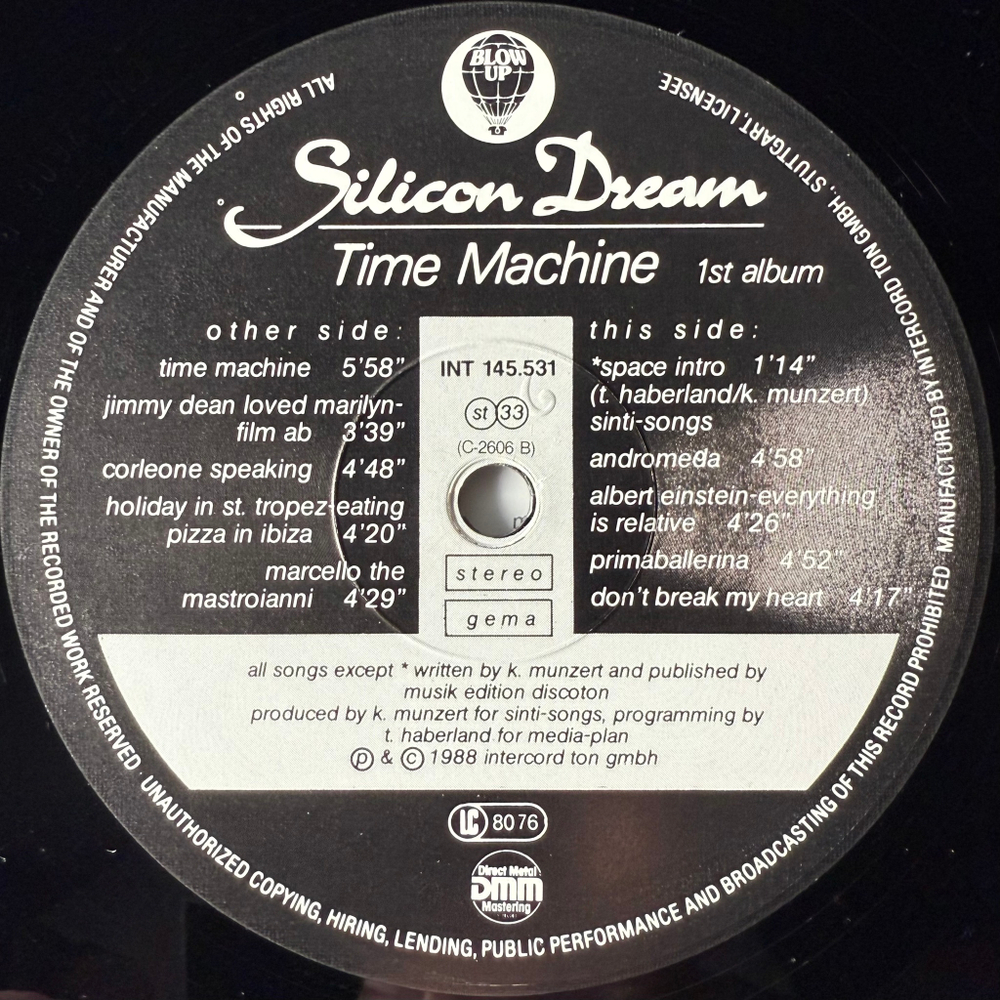 BLOW
UP
Silicon Dream
Time Machine 1st album
other side:
time machine 5'58"
jimmy dean loved marilyn-
film ab 3'39"
corleone speaking 4'48"
holiday in st. tropez-eating
pizza in ibiza 4'20"
marcello the
mastroianni 4'29"
INT 145.531
st 33
(C-2606 B)
stereo
gema
this side:
*space intro 1'14"
(t. haberland/k. munzert)
sinti-songs
andromeda 4'58
albert einstein-everything
is relative 4'26"
primaballerina 4'52"
don't break my heart 4'17"
all songs except * written by k. munzert and published by
musik edition discoton
produced by k. munzert for sinti-songs, programming by
t. haberland for media-plan
ⓟ & © 1988 intercord ton gmbh
LC 8076
Direct Metal
DMM
Mastering
ALL RIGHTS OF THE MANUFACTURER AND OF THE OWNER OF THE RECORDED WORK RESERVED UNAUTHORIZED COPYING, HIRING, LENDING, PUBLIC PERFORMANCE AND BROADCASTING OF THIS RECORD PROHIBITED MANUFACTURED BY INTERCORD TON GMBH., STUTTGART, LICENSEE